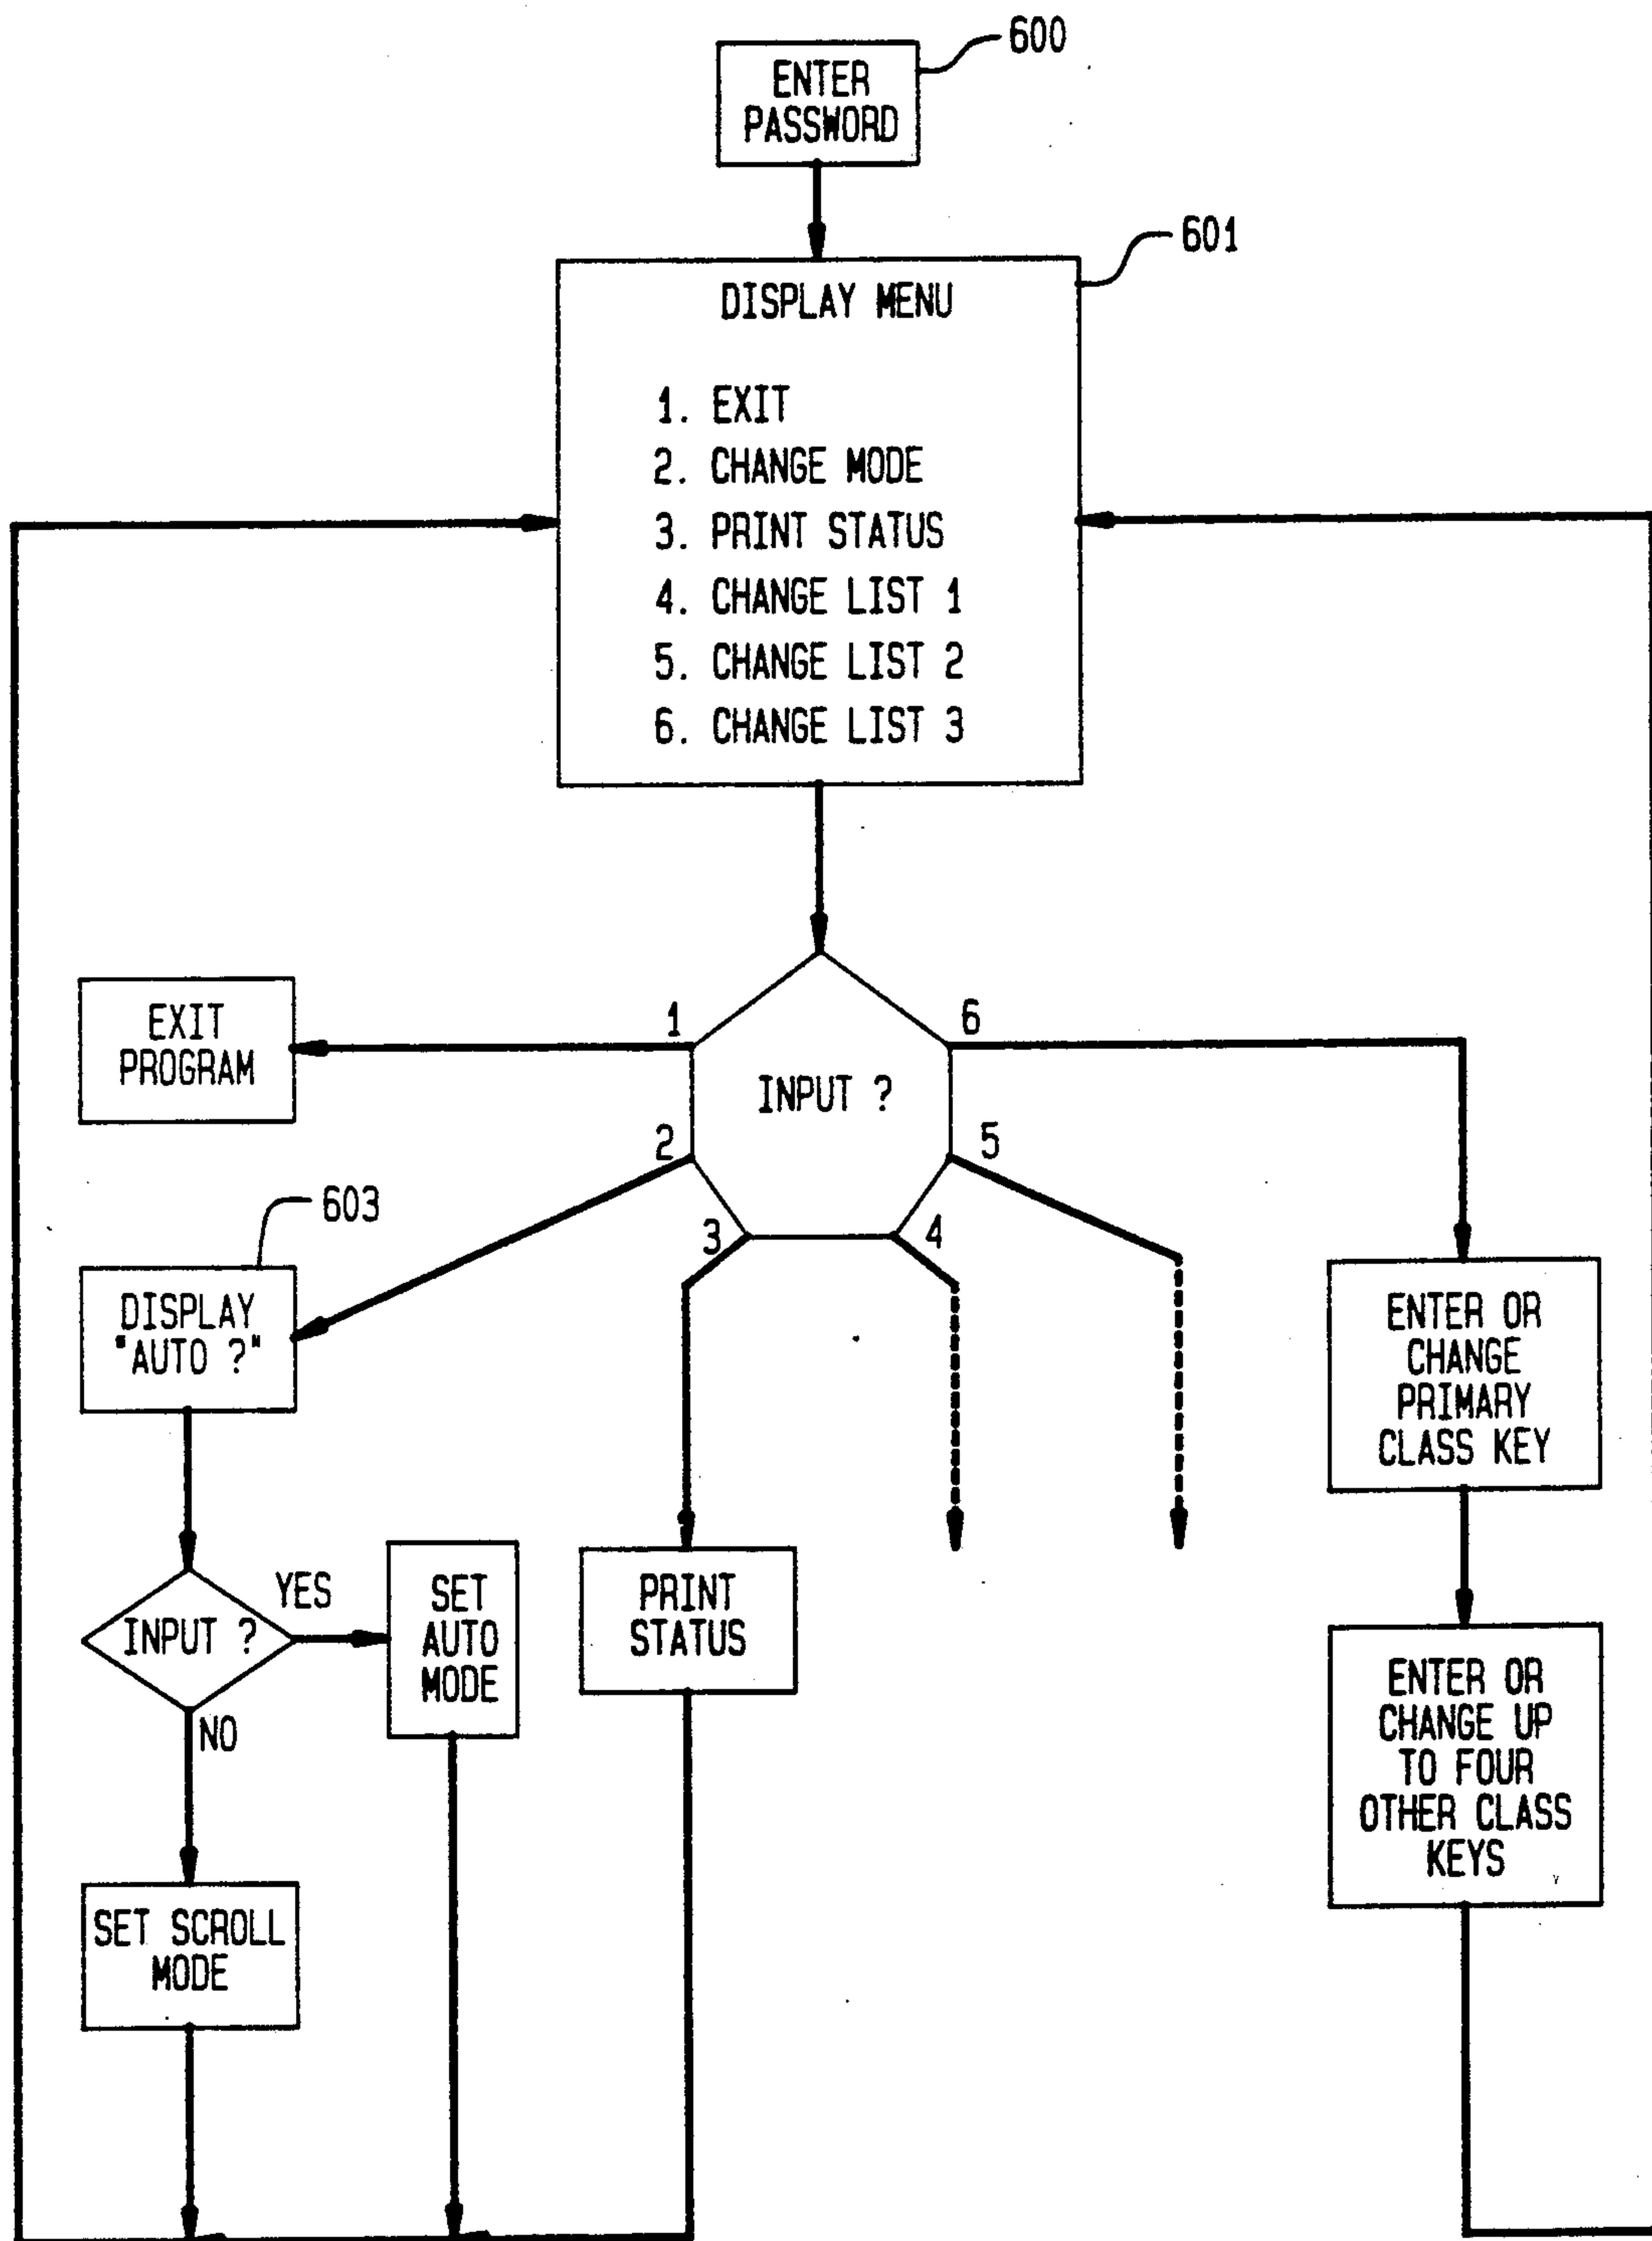 600
ENTER
PASSWORD
601
DISPLAY MENU
1. EXIT
2. CHANGE MODE
3. PRINT STATUS
4. CHANGE LIST 1
5. CHANGE LIST 2
6. CHANGE LIST 3
EXIT
PROGRAM
1
6
INPUT ?
2
5
3
4
603
DISPLAY
"AUTO ?"
ENTER OR
CHANGE
PRIMARY
CLASS KEY
INPUT ?
YES
NO
SET
AUTO
MODE
PRINT
STATUS
ENTER OR
CHANGE UP
TO FOUR
OTHER CLASS
KEYS
SET SCROLL
MODE